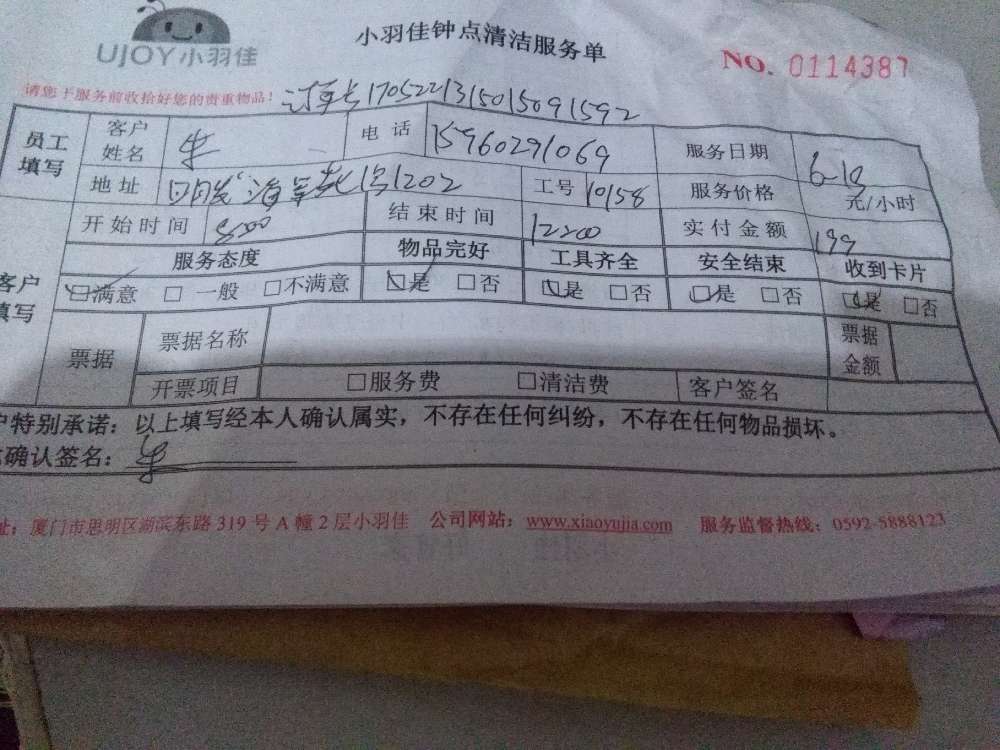 UJOY小羽佳
小羽佳钟点清洁服务单
NO. 0114387
请您于服务前收拾好您的贵重物品！ 订单号1705221315015091592
员工填写 客户姓名 牛 电话 15960291069 服务日期 6-10
地址 1号1202 工号 10158 服务价格 元/小时
开始时间 8:00 结束时间 12:00 实付金额 199
客户填写 服务态度 物品完好 工具齐全 安全结束 收到卡片
☑满意 □一般 □不满意 ☑是 □否 ☑是 □否 ☑是 □否 ☑是 □否
票据 票据名称 票据金额
开票项目 □服务费 □清洁费 客户签名
户特别承诺：以上填写经本人确认属实，不存在任何纠纷，不存在任何物品损坏。
确认签名：牛
址：厦门市思明区湖滨东路319号A幢2层小羽佳 公司网站：www.xiaoyujia.com 服务监督热线：0592-5888123